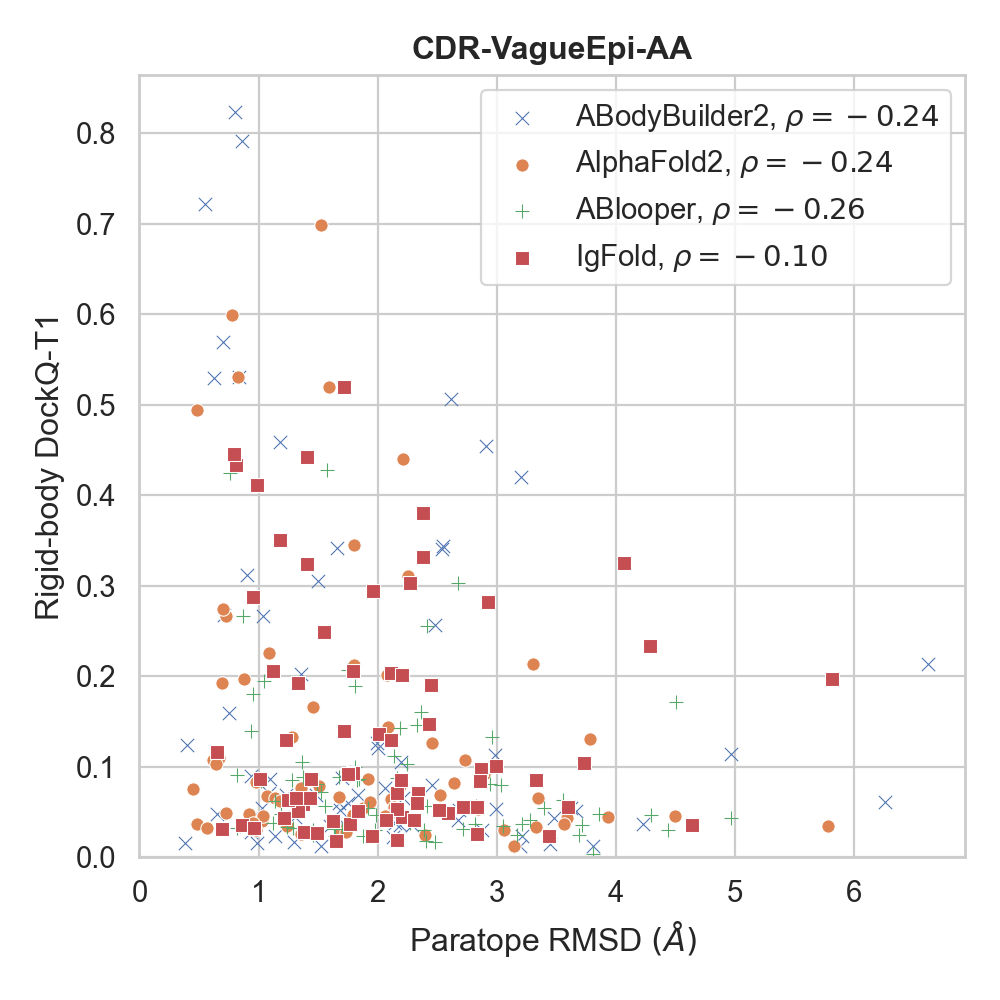 CDR-VagueEpi-AA
ABodyBuilder2, ρ = −0.24
AlphaFold2, ρ = −0.24
ABlooper, ρ = −0.26
IgFold, ρ = −0.10
Rigid-body DockQ-T1
0.8
0.7
0.6
0.5
0.4
0.3
0.2
0.1
0.0
0 1 2 3 4 5 6
Paratope RMSD (Å)